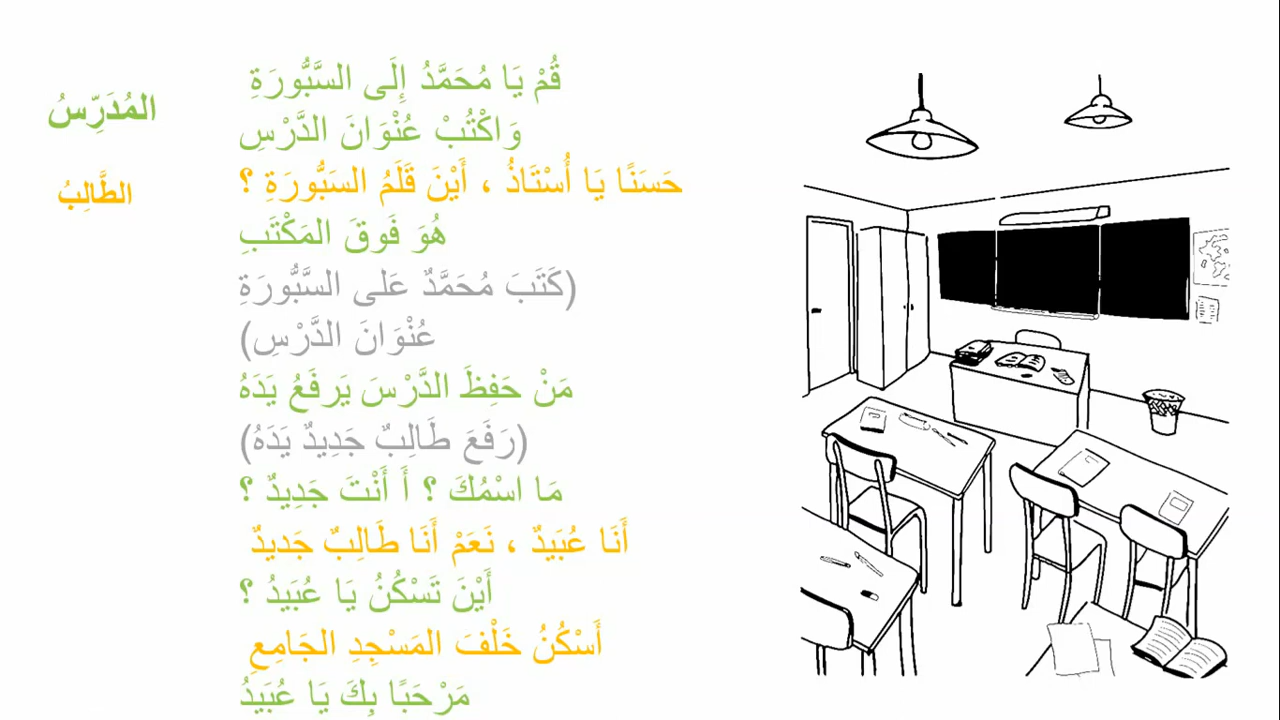 المُدَرِّسُ
الطَّالِبُ
قُمْ يَا مُحَمَّدُ إِلَى السَّبُّورَةِ
وَاكْتُبْ عُنْوَانَ الدَّرْسِ
حَسَنًا يَا أُسْتَاذُ ، أَيْنَ قَلَمُ السَبُّورَةِ ؟
هُوَ فَوقَ المَكْتَبِ
(كَتَبَ مُحَمَّدٌ عَلى السَّبُّورَةِ
عُنْوَانَ الدَّرْسِ)
مَنْ حَفِظَ الدَّرْسَ يَرفَعُ يَدَهُ
(رَفَعَ طَالِبٌ جَدِيدٌ يَدَهُ)
مَا اسْمُكَ ؟ أَ أَنْتَ جَدِيدٌ ؟
أَنَا عُبَيدٌ ، نَعَمْ أَنَا طَالِبٌ جَديدٌ
أَيْنَ تَسْكُنُ يَا عُبَيدُ ؟
أَسْكُنُ خَلْفَ المَسْجِدِ الجَامِعِ
مَرْحَبًا بِكَ يَا عُبَيدُ